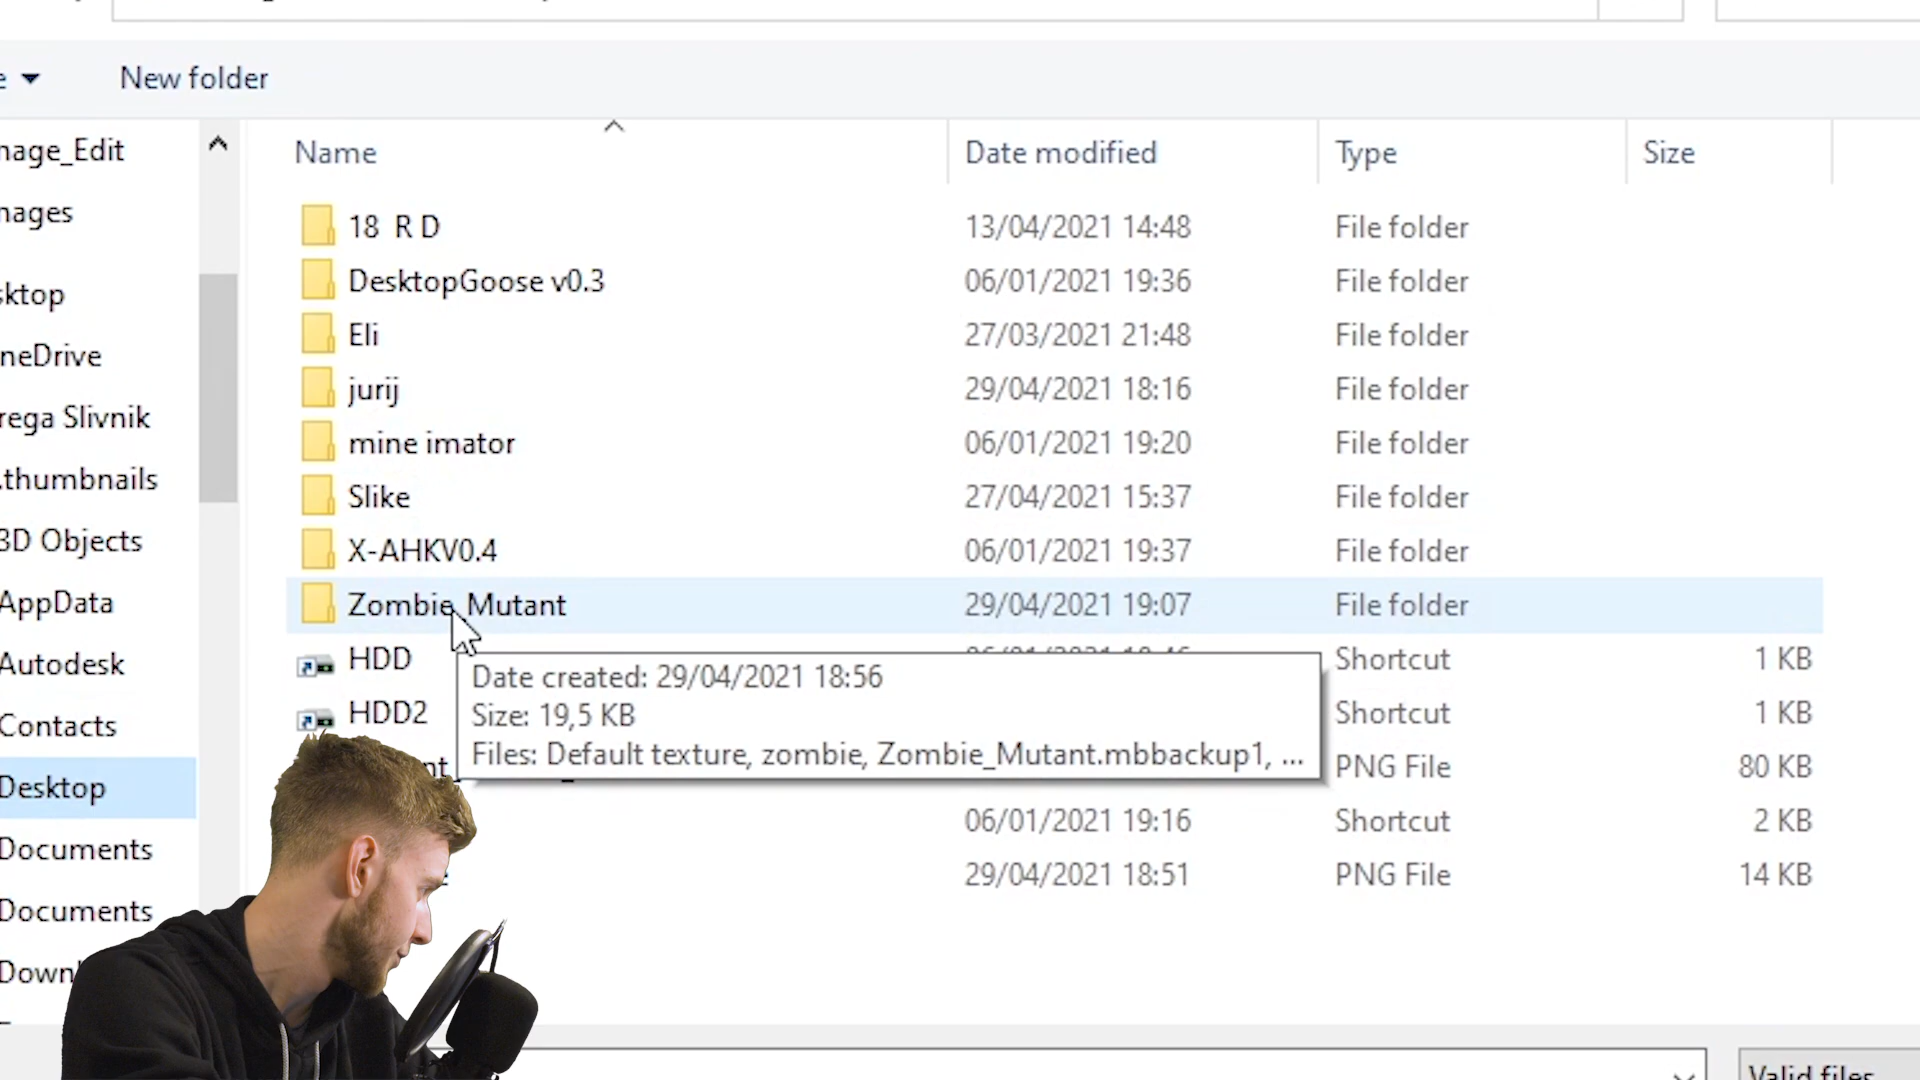 New folder
Name Date modified Type Size
18 R D 13/04/2021 14:48 File folder
DesktopGoose v0.3 06/01/2021 19:36 File folder
Eli 27/03/2021 21:48 File folder
jurij 29/04/2021 18:16 File folder
mine imator 06/01/2021 19:20 File folder
Slike 27/04/2021 15:37 File folder
X-AHKV0.4 06/01/2021 19:37 File folder
Zombie_Mutant 29/04/2021 19:07 File folder
HDD Shortcut 1 KB
HDD2 Shortcut 1 KB
PNG File 80 KB
06/01/2021 19:16 Shortcut 2 KB
29/04/2021 18:51 PNG File 14 KB
Date created: 29/04/2021 18:56
Size: 19,5 KB
Files: Default texture, zombie, Zombie_Mutant.mbbackup1, ...
mage_Edit
mages
sktop
neDrive
rega Slivnik
.thumbnails
3D Objects
AppData
Autodesk
Contacts
Desktop
Documents
Documents
Down
Valid files